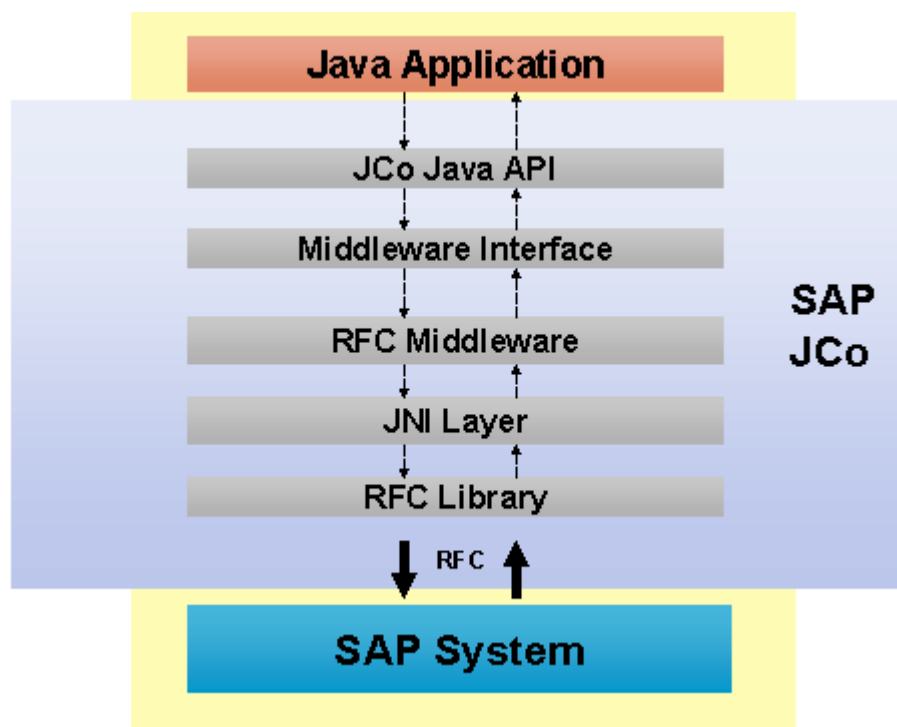 Java Application
JCo Java API
Middleware Interface
SAP
JCo
RFC Middleware
JNI Layer
RFC Library
RFC
SAP System